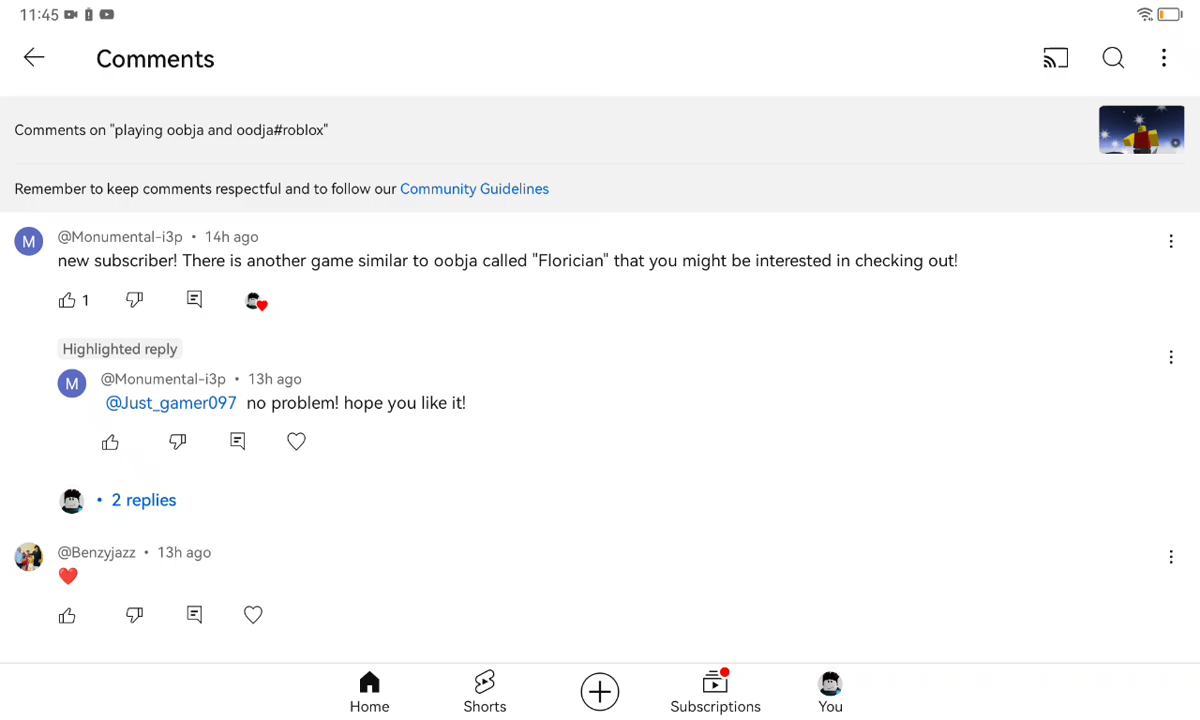 11:45
Comments
Comments on "playing oobja and oodja#roblox"
Remember to keep comments respectful and to follow our Community Guidelines
M
@Monumental-i3p • 14h ago
new subscriber! There is another game similar to oobja called "Florician" that you might be interested in checking out!
1
Highlighted reply
M
@Monumental-i3p • 13h ago
@Just_gamer097 no problem! hope you like it!
• 2 replies
@Benzyjazz • 13h ago
❤️
Home Shorts Subscriptions You